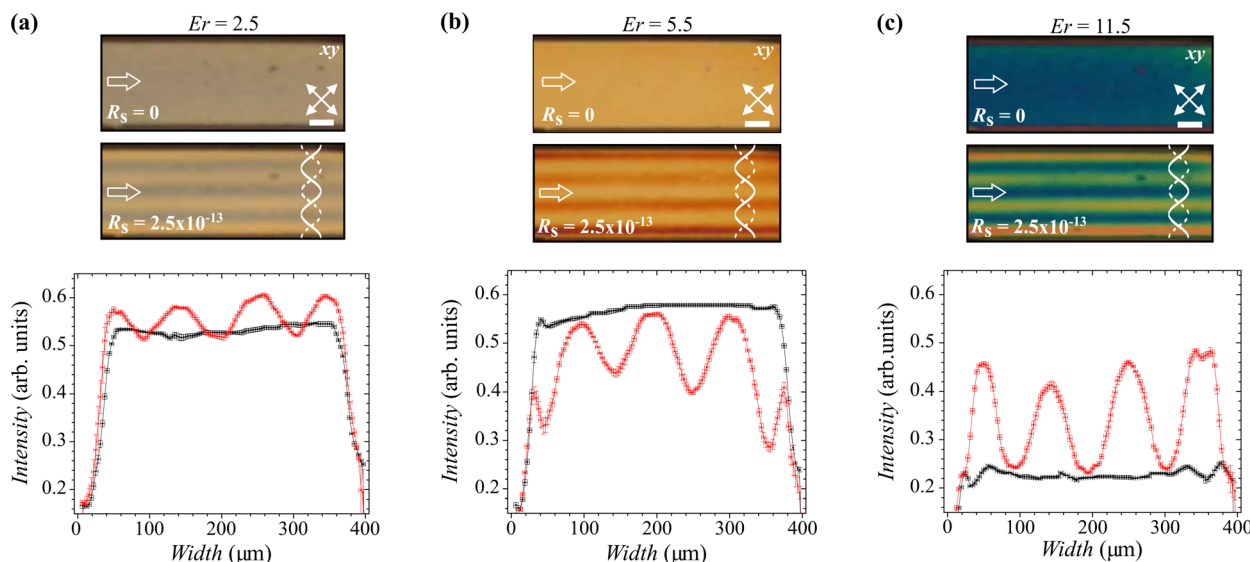 (a)
Er = 2.5
xy
Rs = 0
Rs = 2.5x10⁻¹³
Intensity (arb. units)
0.6
0.5
0.4
0.3
0.2
0
100
200
300
400
Width (μm)
(b)
Er = 5.5
xy
Rs = 0
Rs = 2.5x10⁻¹³
Intensity (arb. units)
0.6
0.5
0.4
0.3
0.2
0
100
200
300
400
Width (μm)
(c)
Er = 11.5
xy
Rs = 0
Rs = 2.5x10⁻¹³
Intensity (arb.units)
0.6
0.5
0.4
0.3
0.2
0
100
200
300
400
Width (μm)